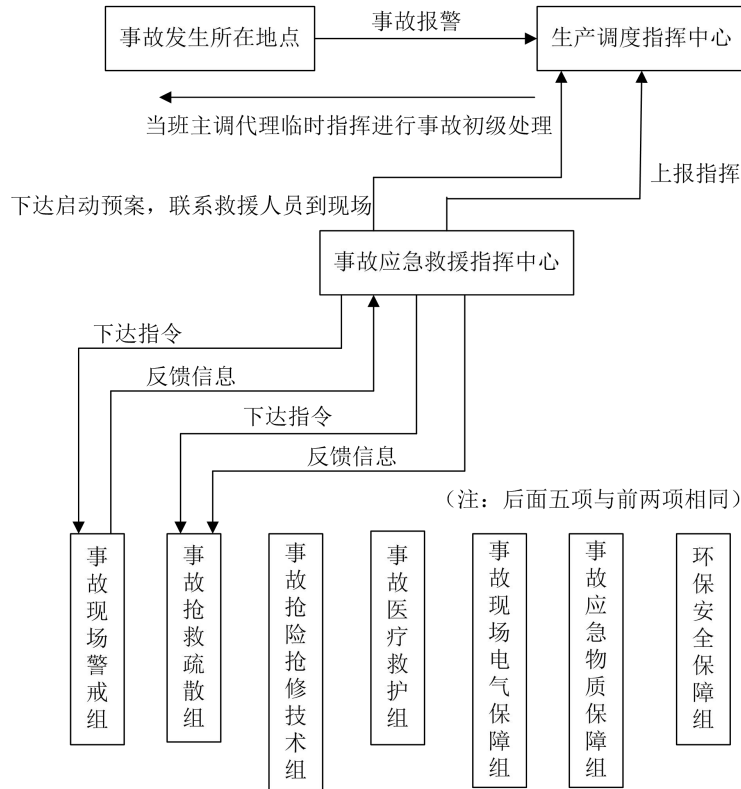 事故发生所在地点
事故报警
生产调度指挥中心
当班主调代理临时指挥进行事故初级处理
上报指挥
下达启动预案，联系救援人员到现场
事故应急救援指挥中心
下达指令
反馈信息
下达指令
反馈信息
（注：后面五项与前两项相同）
事故现场警戒组
事故抢救疏散组
事故抢险抢修技术组
事故医疗救护组
事故现场电气保障组
事故应急物质保障组
环保安全保障组